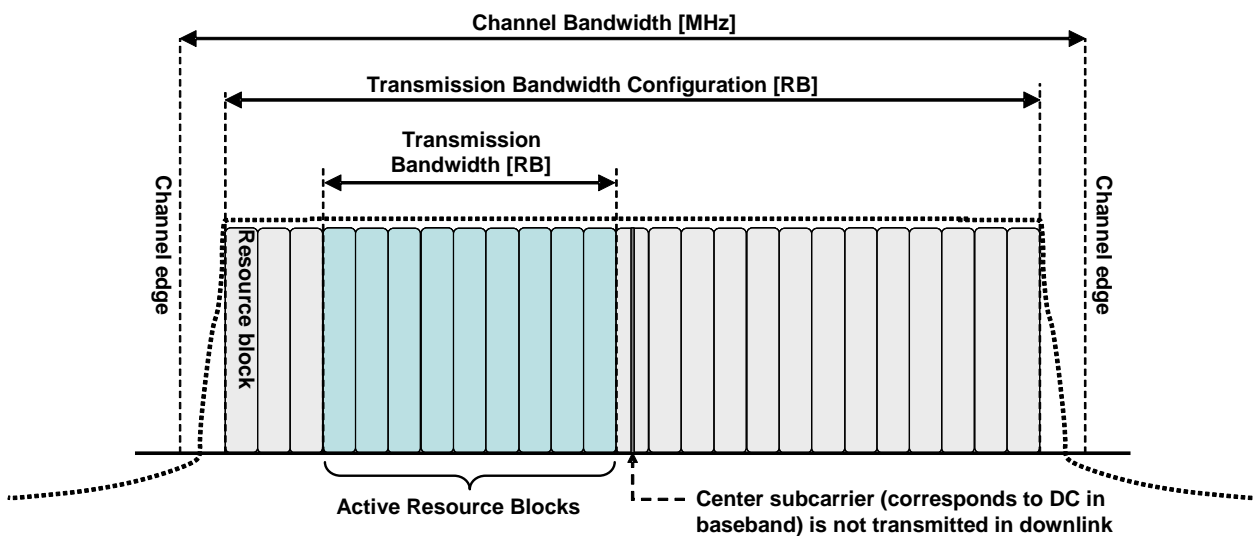 Channel Bandwidth [MHz]
Transmission Bandwidth Configuration [RB]
Transmission
Bandwidth [RB]
Channel edge
Resource block
Channel edge
Active Resource Blocks
Center subcarrier (corresponds to DC in
baseband) is not transmitted in downlink